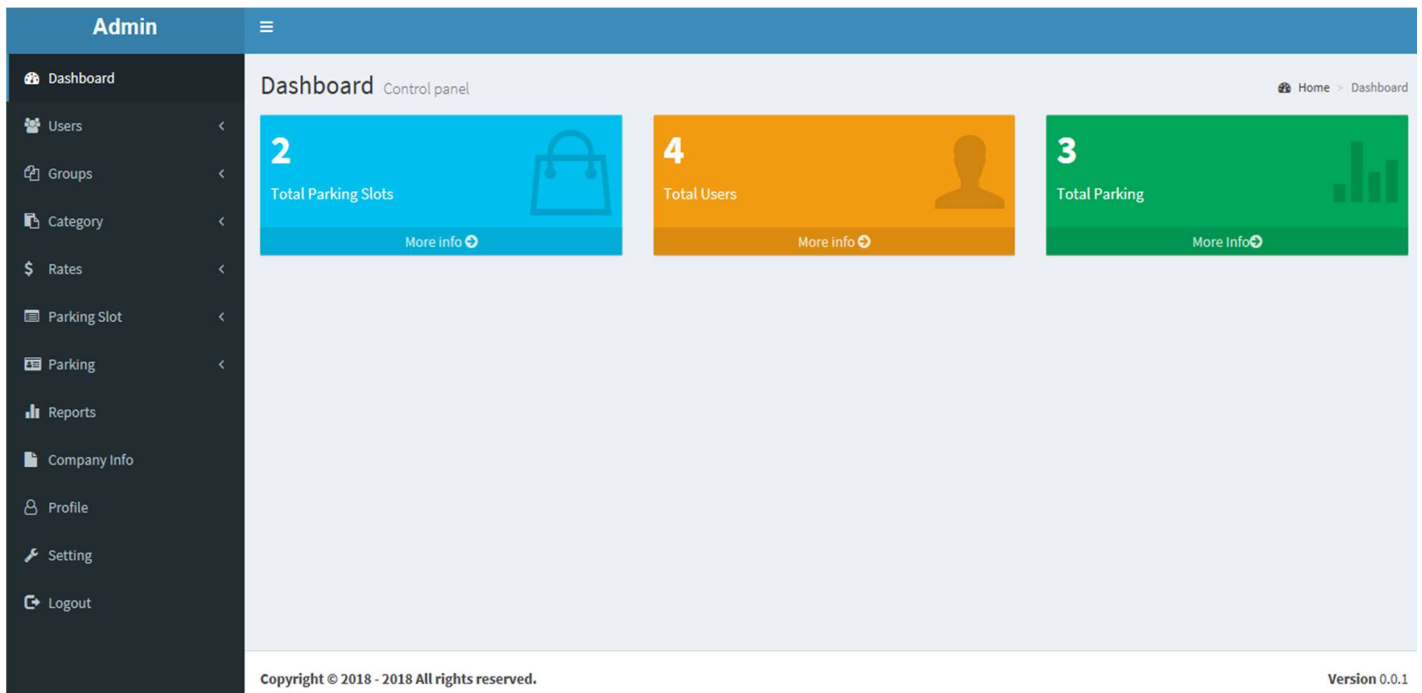 Admin
Dashboard
Users
Groups
Category
$ Rates
Parking Slot
Parking
Reports
Company Info
Profile
Setting
Logout
Dashboard Control panel
Home > Dashboard
2
Total Parking Slots
More info
4
Total Users
More info
3
Total Parking
More Info
Copyright © 2018 - 2018 All rights reserved.
Version 0.0.1